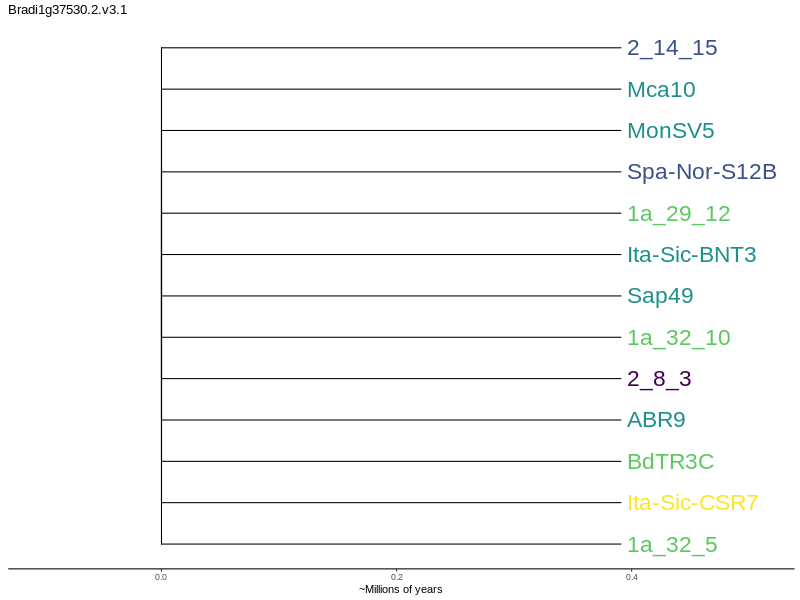 Bradi1g37530.2.v3.1
2_14_15
Mca10
MonSV5
Spa-Nor-S12B
1a_29_12
Ita-Sic-BNT3
Sap49
1a_32_10
2_8_3
ABR9
BdTR3C
Ita-Sic-CSR7
1a_32_5
0.0 0.2 0.4
~Millions of years